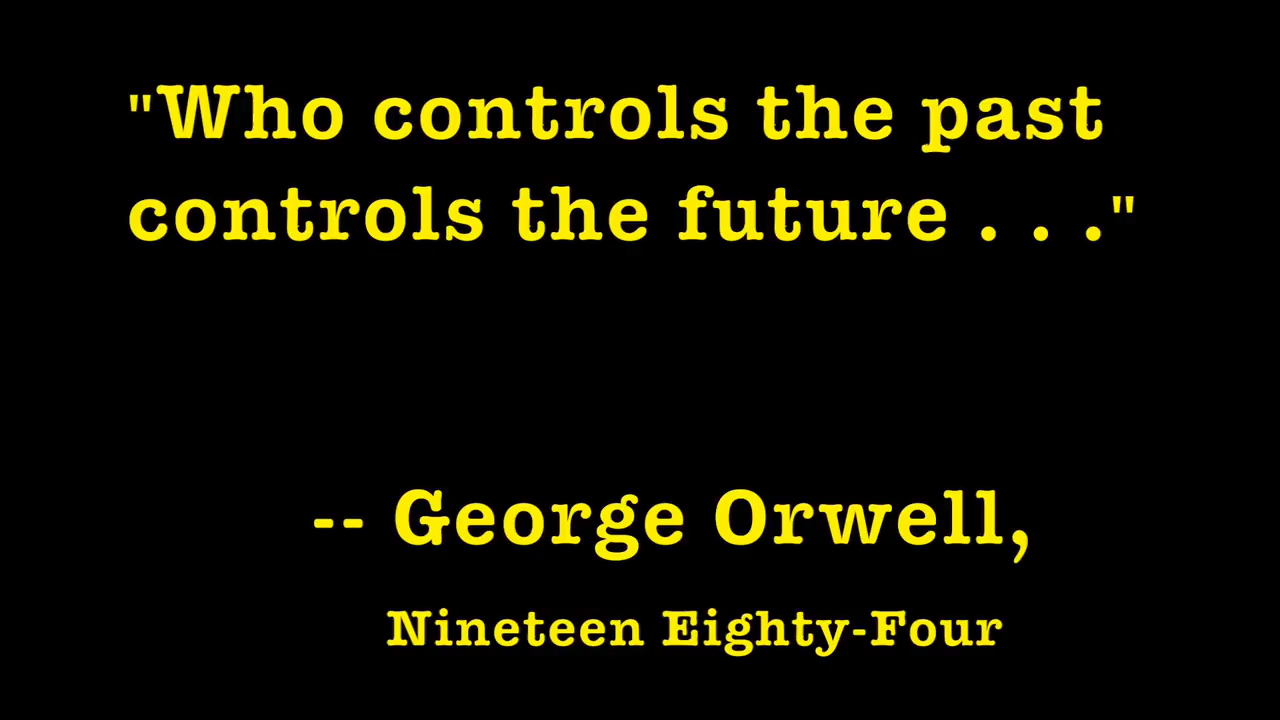 "Who controls the past
controls the future . . ."
-- George Orwell,
Nineteen Eighty-Four